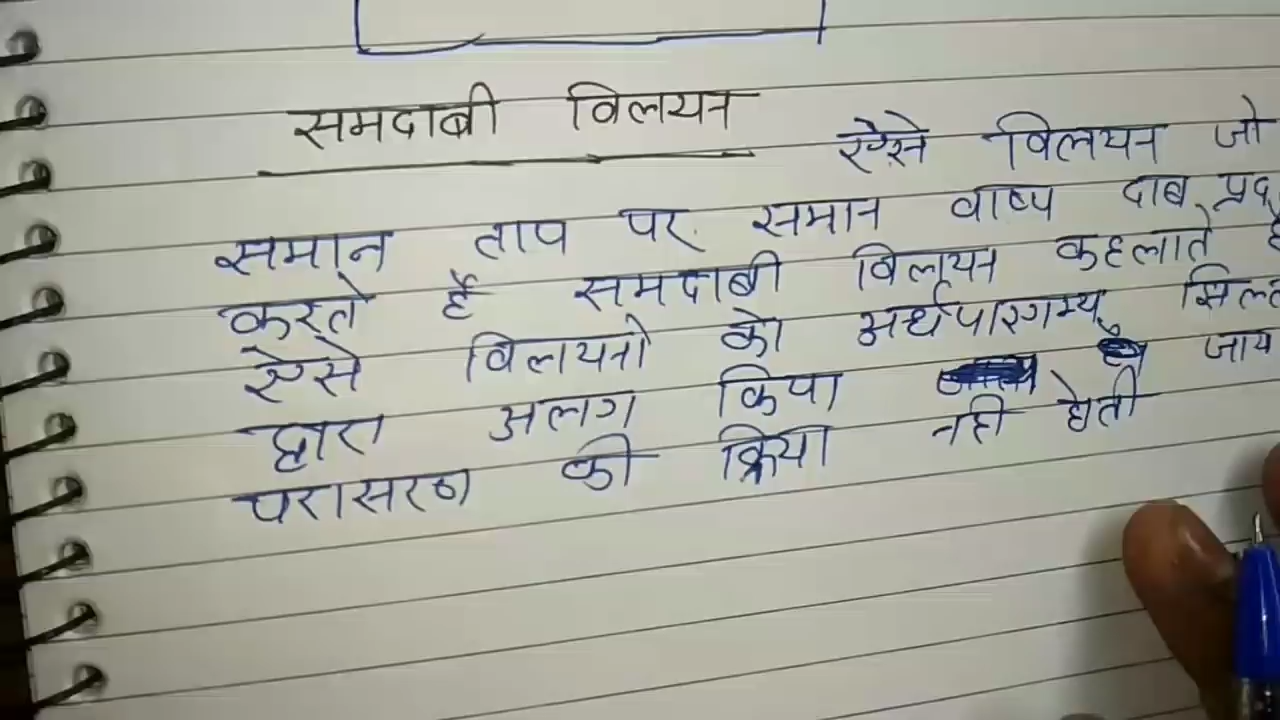 समदाबी विलयन
ऐसे विलयन जो
समान ताप पर समान वाष्प दाब
करते है समदाबी विलयन कहलाते
ऐसे विलयनो को अर्धपारगम्य
द्वारा अलग किया जाय
परासरण की क्रिया नही होती